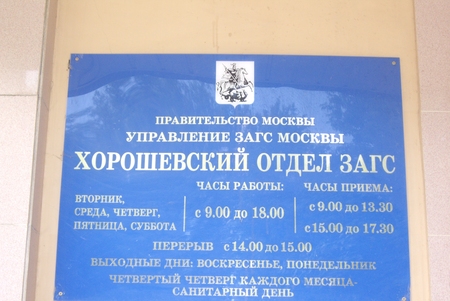 ПРАВИТЕЛЬСТВО МОСКВЫ
УПРАВЛЕНИЕ ЗАГС МОСКВЫ
ХОРОШЕВСКИЙ ОТДЕЛ ЗАГС
ЧАСЫ РАБОТЫ: ЧАСЫ ПРИЕМА:
ВТОРНИК,
СРЕДА, ЧЕТВЕРГ,
ПЯТНИЦА, СУББОТА
с 9.00 до 18.00
с 9.00 до 13.30
с 15.00 до 17.30
ПЕРЕРЫВ с 14.00 до 15.00
ВЫХОДНЫЕ ДНИ: ВОСКРЕСЕНЬЕ, ПОНЕДЕЛЬНИК
ЧЕТВЕРТЫЙ ЧЕТВЕРГ КАЖДОГО МЕСЯЦА-
САНИТАРНЫЙ ДЕНЬ